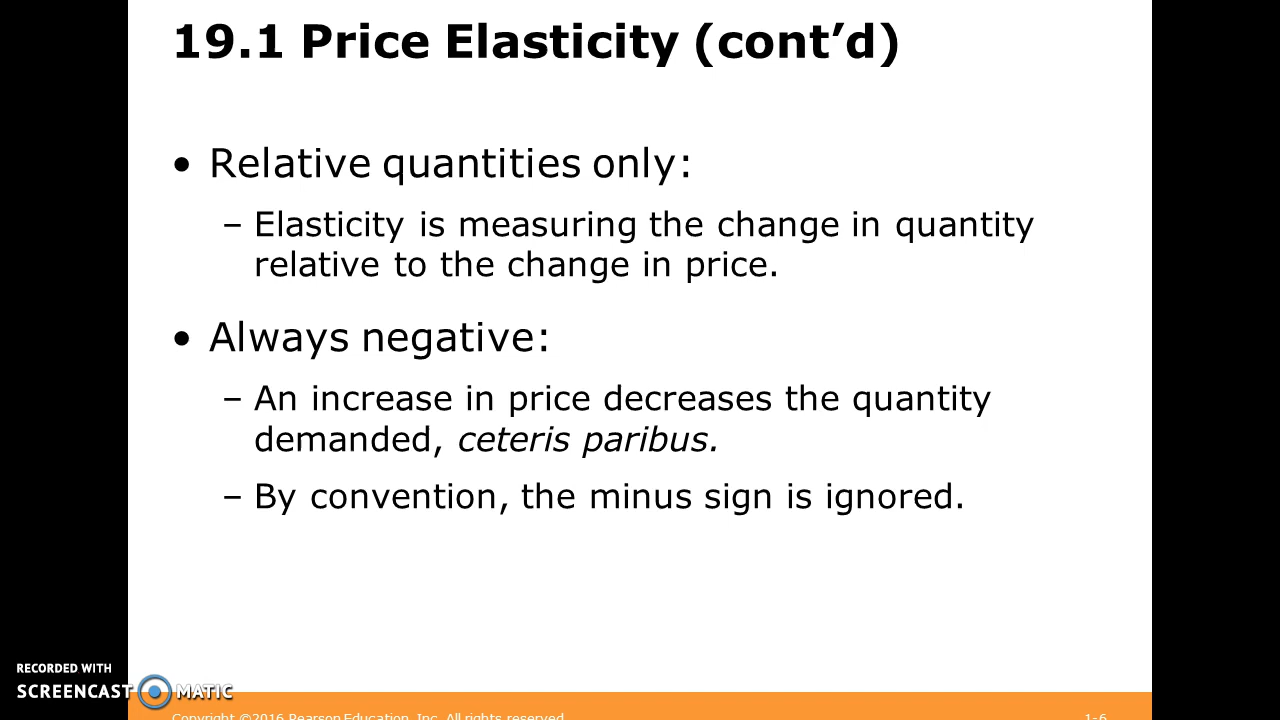 19.1 Price Elasticity (cont’d)
• Relative quantities only:
– Elasticity is measuring the change in quantity
relative to the change in price.
• Always negative:
– An increase in price decreases the quantity
demanded, ceteris paribus.
– By convention, the minus sign is ignored.
RECORDED WITH
SCREENCAST MATIC
Copyright ©2016 Pearson Education, Inc. All rights reserved.
1-6